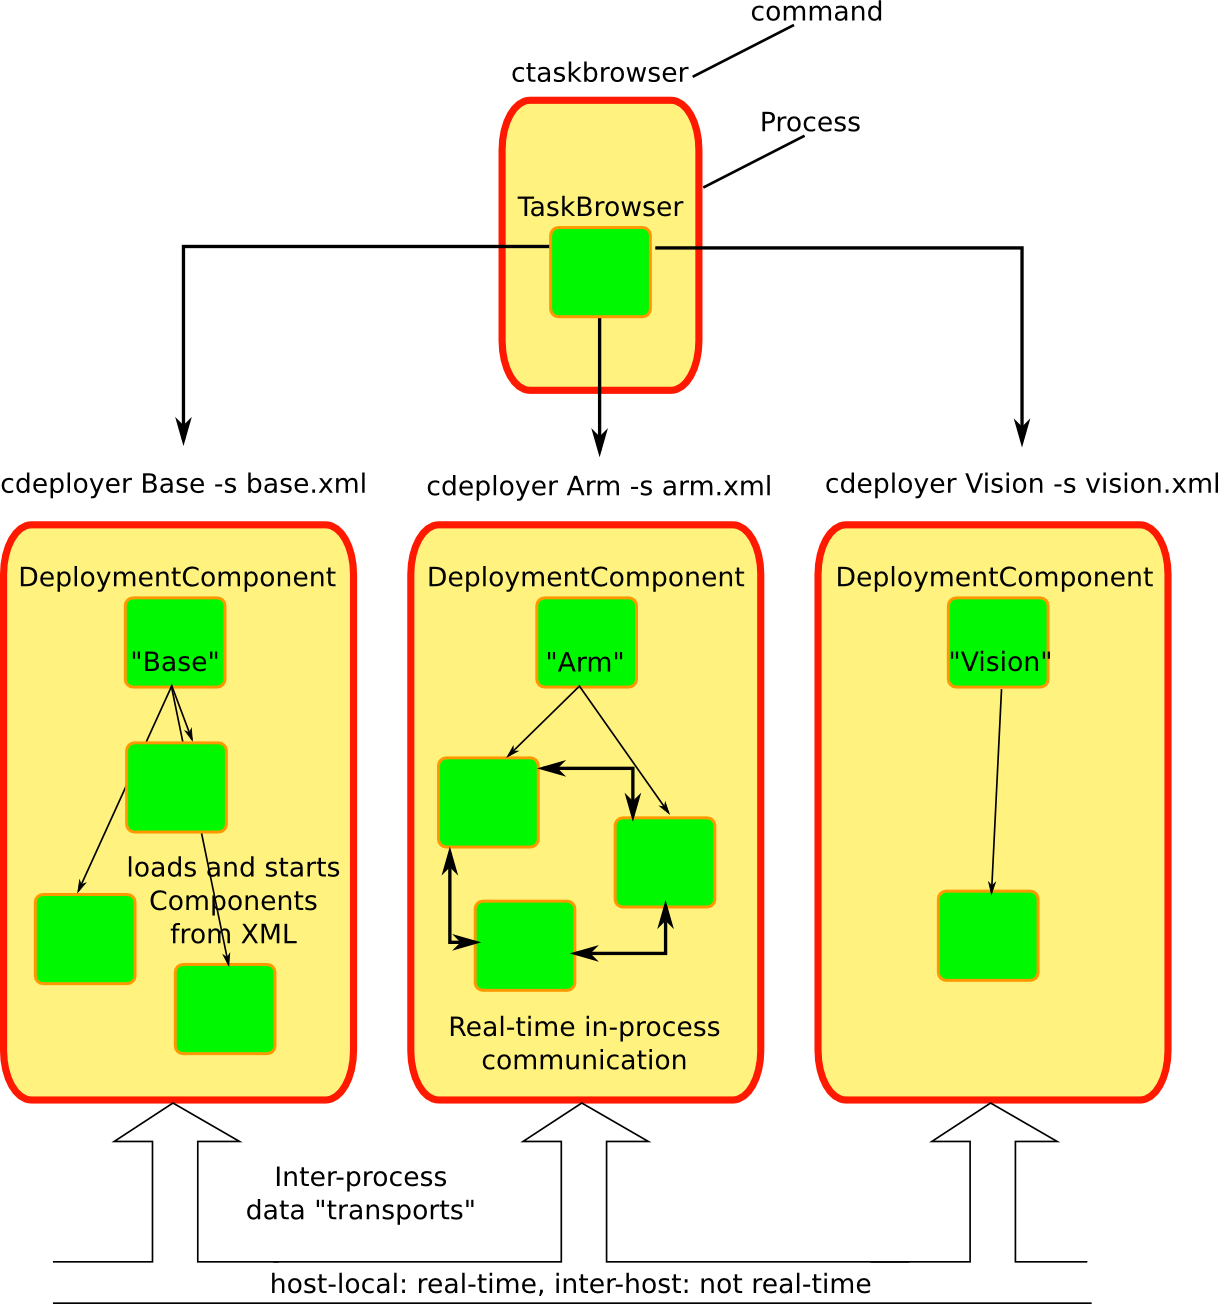 command
ctaskbrowser
Process
TaskBrowser
cdeployer Base -s base.xml
cdeployer Arm -s arm.xml
cdeployer Vision -s vision.xml
DeploymentComponent
DeploymentComponent
DeploymentComponent
"Base"
"Arm"
"Vision"
loads and starts
Components
from XML
Real-time in-process
communication
Inter-process
data "transports"
host-local: real-time, inter-host: not real-time